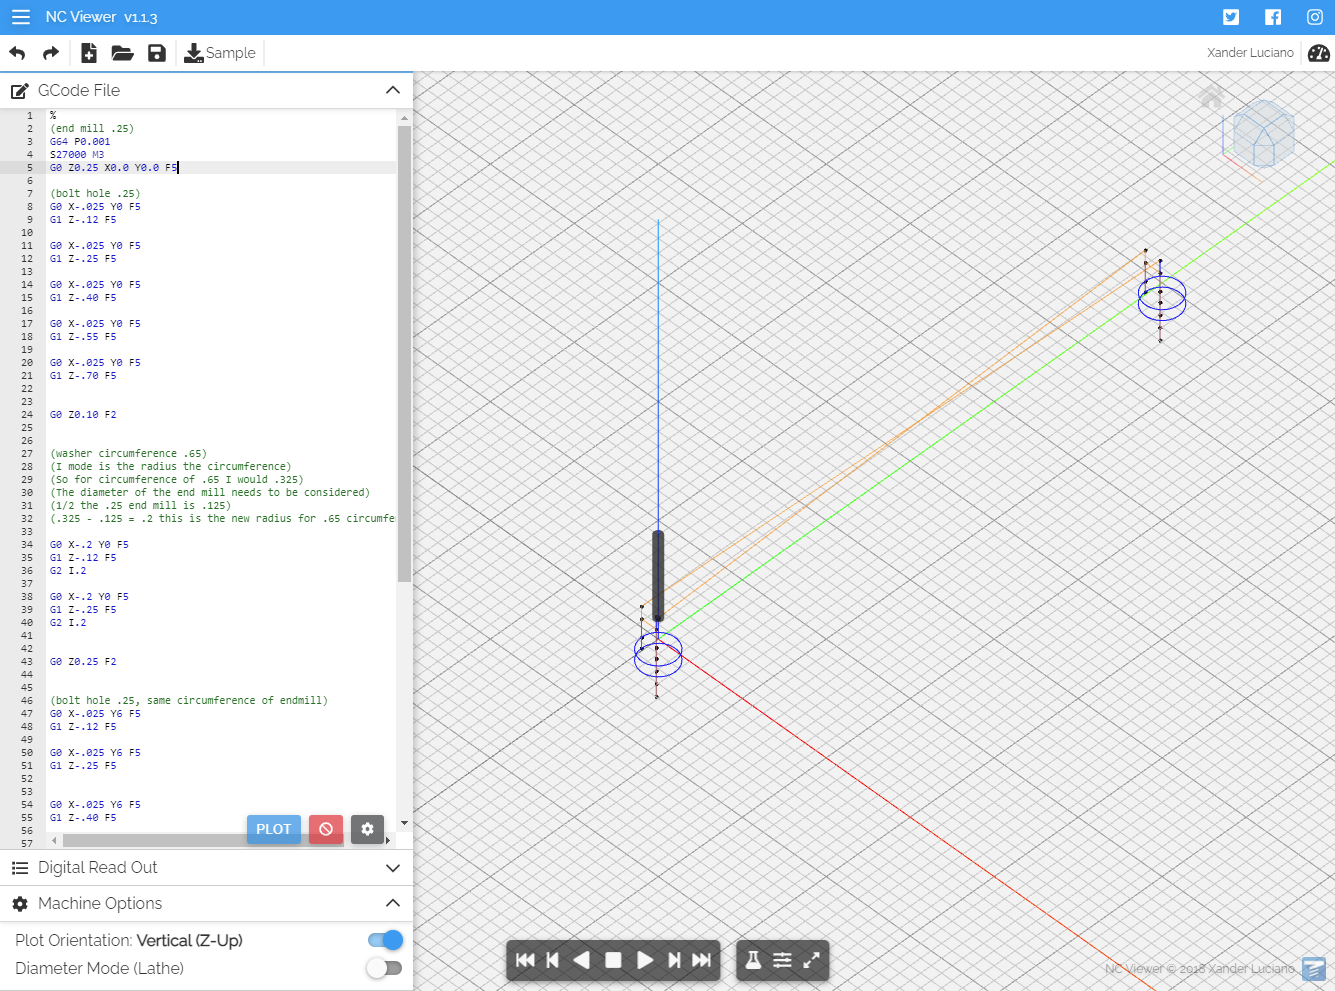 NC Viewer v1.1.3
Sample
Xander Luciano
GCode File
1 %
2 (end mill .25)
3 G64 P0.001
4 S27000 M3
5 G0 Z0.25 X0.0 Y0.0 F5
6
7 (bolt hole .25)
8 G0 X-.025 Y0 F5
9 G1 Z-.12 F5
10
11 G0 X-.025 Y0 F5
12 G1 Z-.25 F5
13
14 G0 X-.025 Y0 F5
15 G1 Z-.40 F5
16
17 G0 X-.025 Y0 F5
18 G1 Z-.55 F5
19
20 G0 X-.025 Y0 F5
21 G1 Z-.70 F5
22
23
24 G0 Z0.10 F2
25
26
27 (washer circumference .65)
28 (I mode is the radius the circumference)
29 (So for circumference of .65 I would .325)
30 (The diameter of the end mill needs to be considered)
31 (1/2 the .25 end mill is .125)
32 (.325 - .125 = .2 this is the new radius for .65 circumfe
33
34 G0 X-.2 Y0 F5
35 G1 Z-.12 F5
36 G2 I.2
37
38 G0 X-.2 Y0 F5
39 G1 Z-.25 F5
40 G2 I.2
41
42
43 G0 Z0.25 F2
44
45
46 (bolt hole .25, same circumference of endmill)
47 G0 X-.025 Y6 F5
48 G1 Z-.12 F5
49
50 G0 X-.025 Y6 F5
51 G1 Z-.25 F5
52
53
54 G0 X-.025 Y6 F5
55 G1 Z-.40 F5
56
57
PLOT
Digital Read Out
Machine Options
Plot Orientation: Vertical (Z-Up)
Diameter Mode (Lathe)
NC Viewer © 2018 Xander Luciano